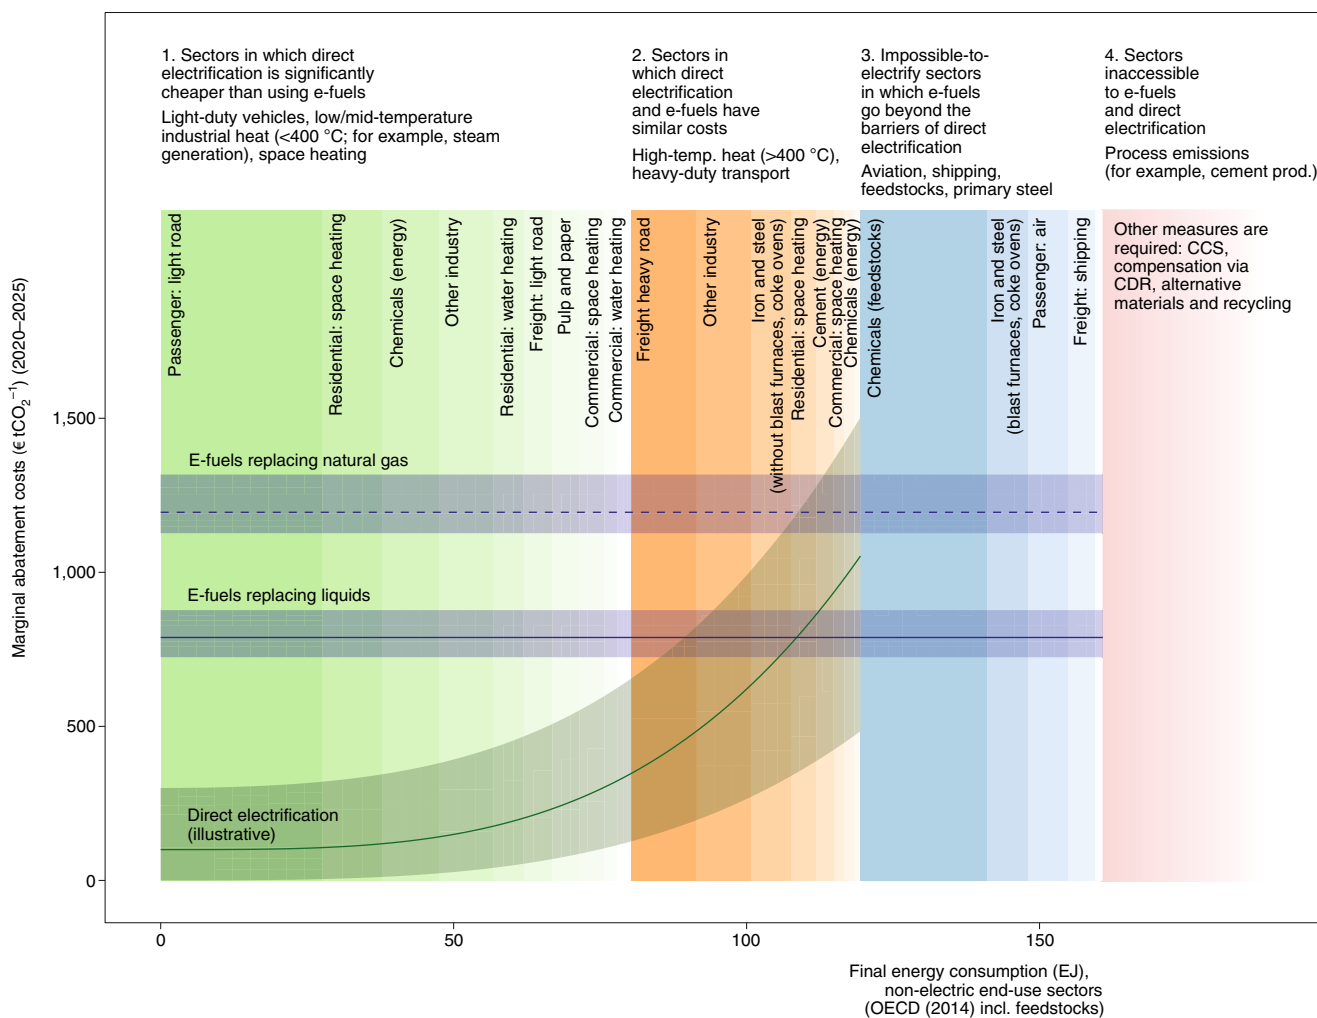 1. Sectors in which direct
electrification is significantly
cheaper than using e-fuels
Light-duty vehicles, low/mid-temperature
industrial heat (<400 °C; for example, steam
generation), space heating
2. Sectors in
which direct
electrification
and e-fuels have
similar costs
High-temp. heat (>400 °C),
heavy-duty transport
3. Impossible-to-
electrify sectors
in which e-fuels
go beyond the
barriers of direct
electrification
Aviation, shipping,
feedstocks, primary steel
4. Sectors
inaccessible
to e-fuels
and direct
electrification
Process emissions
(for example, cement prod.)
Passenger: light road
Residential: space heating
Chemicals (energy)
Other industry
Residential: water heating
Freight: light road
Pulp and paper
Commercial: space heating
Commercial: water heating
Freight heavy road
Other industry
Iron and steel
(without blast furnaces, coke ovens)
Residential: space heating
Cement (energy)
Commercial: space heating
Chemicals (energy)
Chemicals (feedstocks)
Iron and steel
(blast furnaces, coke ovens)
Passenger: air
Freight: shipping
Other measures are
required: CCS,
compensation via
CDR, alternative
materials and recycling
Marginal abatement costs (€ tCO₂⁻¹) (2020–2025)
1,500
1,000
500
0
E-fuels replacing natural gas
E-fuels replacing liquids
Direct electrification
(illustrative)
0
50
100
150
Final energy consumption (EJ),
non-electric end-use sectors
(OECD (2014) incl. feedstocks)